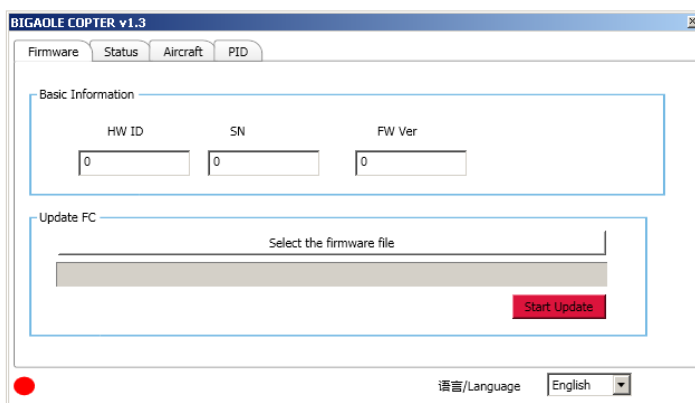 BIGAOLE COPTER v1.3
Firmware Status Aircraft PID
Basic Information
HW ID SN FW Ver
0 0 0
Update FC
Select the firmware file
Start Update
语言/Language English